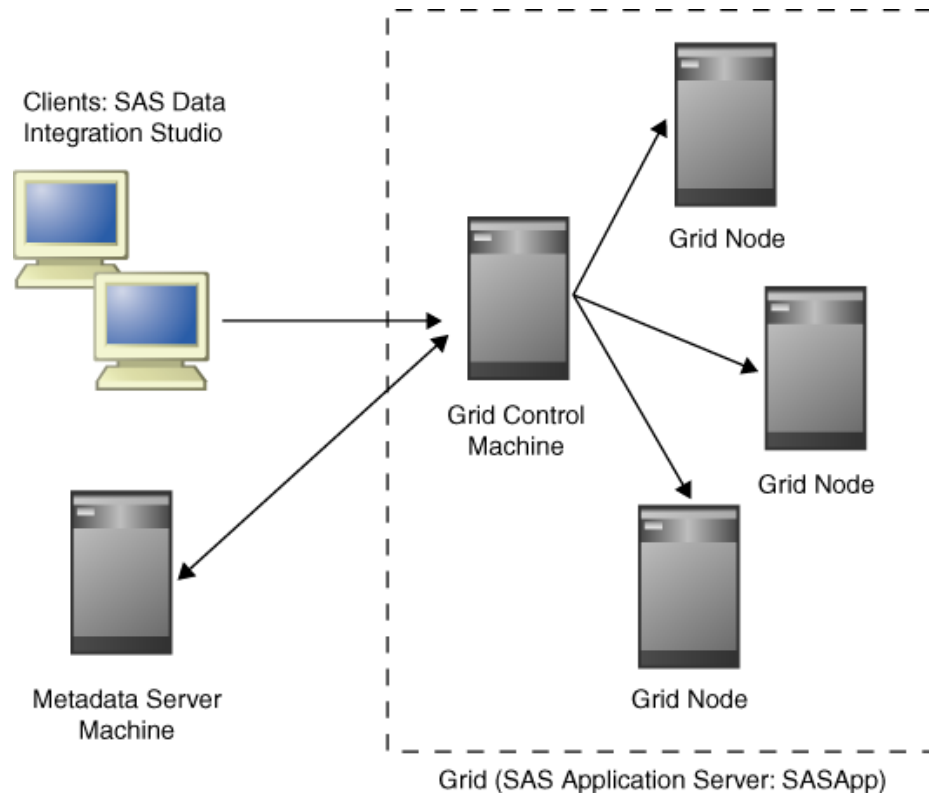 Clients: SAS Data
Integration Studio
Grid Node
Grid Control
Machine
Grid Node
Metadata Server
Machine
Grid Node
Grid (SAS Application Server: SASApp)